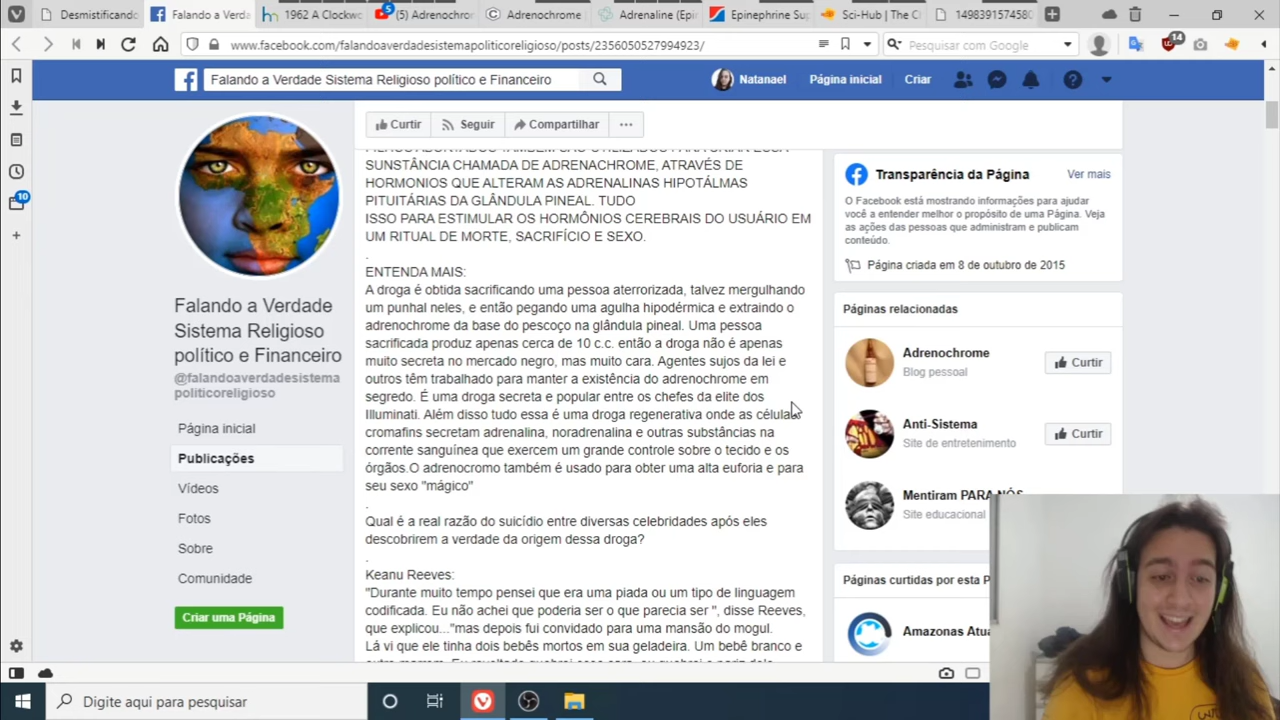 Desmistificando
Falando a Verda
1962 A Clockwo
(5) Adrenochror
Adrenochrome
Adrenaline (Epir
Epinephrine Sup
Sci-Hub | The C
1498391574580
www.facebook.com/falandoaverdadesistemapoliticoreligioso/posts/2356050527994923/
Pesquisar com Google
14
Falando a Verdade Sistema Religioso político e Financeiro
Natanael
Página inicial
Criar
10
Curtir
Seguir
Compartilhar
SUNSTÂNCIA CHAMADA DE ADRENACHROME, ATRAVÉS DE
HORMONIOS QUE ALTERAM AS ADRENALINAS HIPOTÁLMAS
PITUITÁRIAS DA GLÂNDULA PINEAL. TUDO
ISSO PARA ESTIMULAR OS HORMÔNIOS CEREBRAIS DO USUÁRIO EM
UM RITUAL DE MORTE, SACRIFÍCIO E SEXO.
.
ENTENDA MAIS:
A droga é obtida sacrificando uma pessoa aterrorizada, talvez mergulhando
um punhal neles, e então pegando uma agulha hipodérmica e extraindo o
adrenochrome da base do pescoço na glândula pineal. Uma pessoa
sacrificada produz apenas cerca de 10 c.c. então a droga não é apenas
muito secreta no mercado negro, mas muito cara. Agentes sujos da lei e
outros têm trabalhado para manter a existência do adrenochrome em
segredo. É uma droga secreta e popular entre os chefes da elite dos
Illuminati. Além disso tudo essa é uma droga regenerativa onde as células
cromafins secretam adrenalina, noradrenalina e outras substâncias na
corrente sanguínea que exercem um grande controle sobre o tecido e os
órgãos.O adrenocromo também é usado para obter uma alta euforia e para
seu sexo "mágico"
.
Qual é a real razão do suicídio entre diversas celebridades após eles
descobrirem a verdade da origem dessa droga?
.
Keanu Reeves:
"Durante muito tempo pensei que era uma piada ou um tipo de linguagem
codificada. Eu não achei que poderia ser o que parecia ser ", disse Reeves,
que explicou..."mas depois fui convidado para uma mansão do mogul.
Lá vi que ele tinha dois bebês mortos em sua geladeira. Um bebê branco e
Falando a Verdade
Sistema Religioso
político e Financeiro
@falandoaverdadesistema
politicoreligioso
Página inicial
Publicações
Vídeos
Fotos
Sobre
Comunidade
Criar uma Página
Transparência da Página
Ver mais
O Facebook está mostrando informações para ajudar
você a entender melhor o propósito de uma Página. Veja
as ações das pessoas que administram e publicam
conteúdo.
Página criada em 8 de outubro de 2015
Páginas relacionadas
Adrenochrome
Blog pessoal
Curtir
Anti-Sistema
Site de entretenimento
Curtir
Mentiram PARA NÓS
Site educacional
Páginas curtidas por esta P
Amazonas Atua
Digite aqui para pesquisar